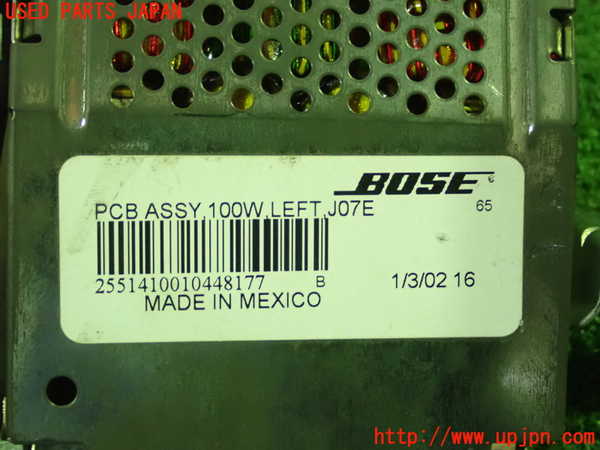 USED PARTS JAPAN
BOSE
PCB ASSY,100W,LEFT,J07E 65
2551410010448177 B 1/3/02 16
MADE IN MEXICO
http://www.upjpn.com